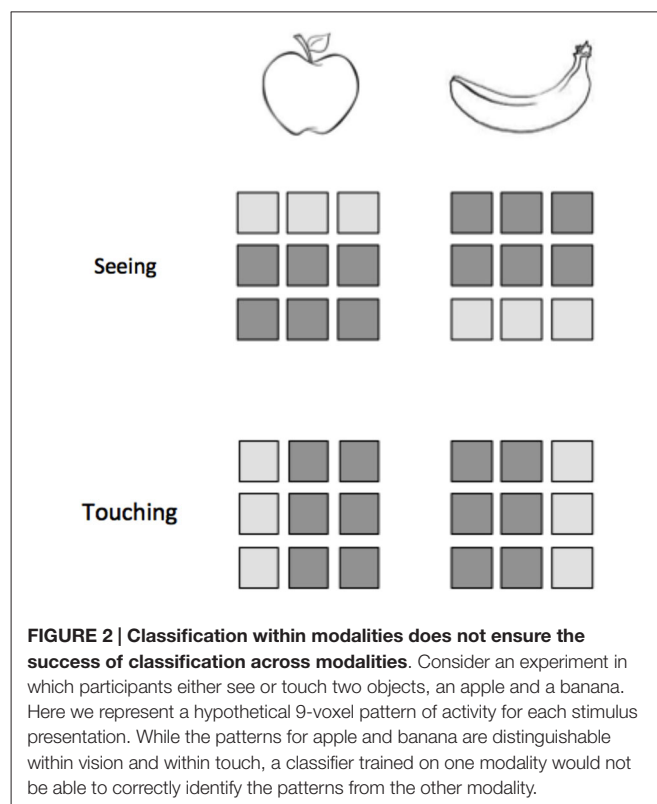 Seeing
Touching
FIGURE 2 | Classification within modalities does not ensure the
success of classification across modalities. Consider an experiment in
which participants either see or touch two objects, an apple and a banana.
Here we represent a hypothetical 9-voxel pattern of activity for each stimulus
presentation. While the patterns for apple and banana are distinguishable
within vision and within touch, a classifier trained on one modality would not
be able to correctly identify the patterns from the other modality.